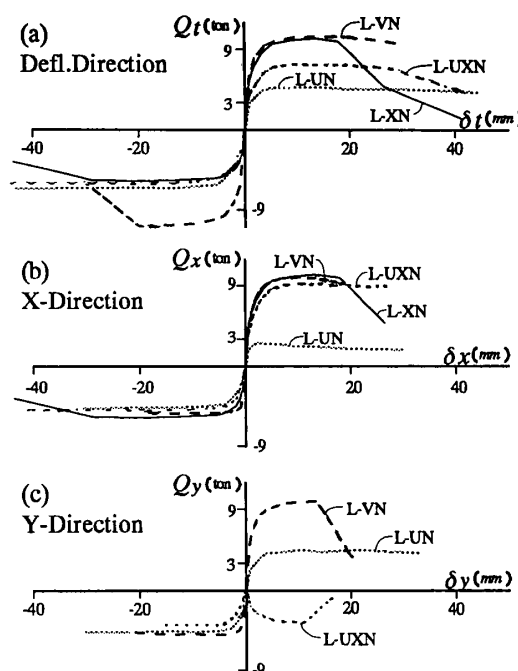 (a)
Defl.Direction
Qt(ton)
9
3
-9
-40
-20
20
40
δt(mm)
L-VN
L-UXN
L-UN
L-XN
(b)
X-Direction
Qx(ton)
9
3
-9
-40
-20
20
40
δx(mm)
L-VN
L-UXN
L-XN
L-UN
(c)
Y-Direction
Qy(ton)
9
3
-9
-40
-20
20
40
δy(mm)
L-VN
L-UN
L-UXN